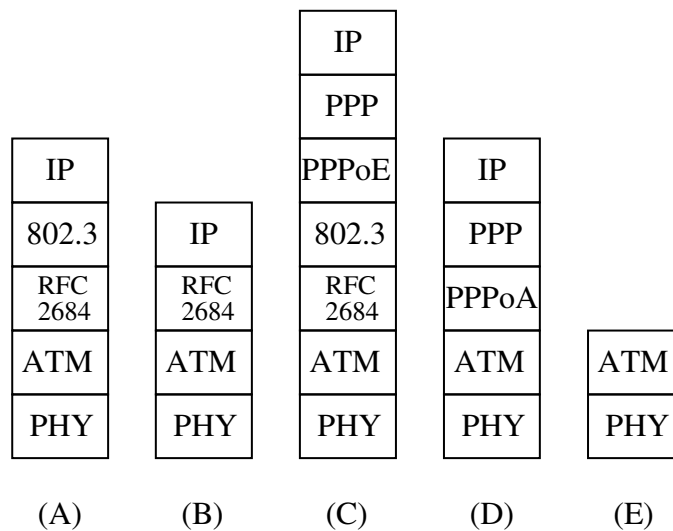 IP
802.3
RFC
2684
ATM
PHY
(A)
IP
RFC
2684
ATM
PHY
(B)
IP
PPP
PPPoE
802.3
RFC
2684
ATM
PHY
(C)
IP
PPP
PPPoA
ATM
PHY
(D)
ATM
PHY
(E)